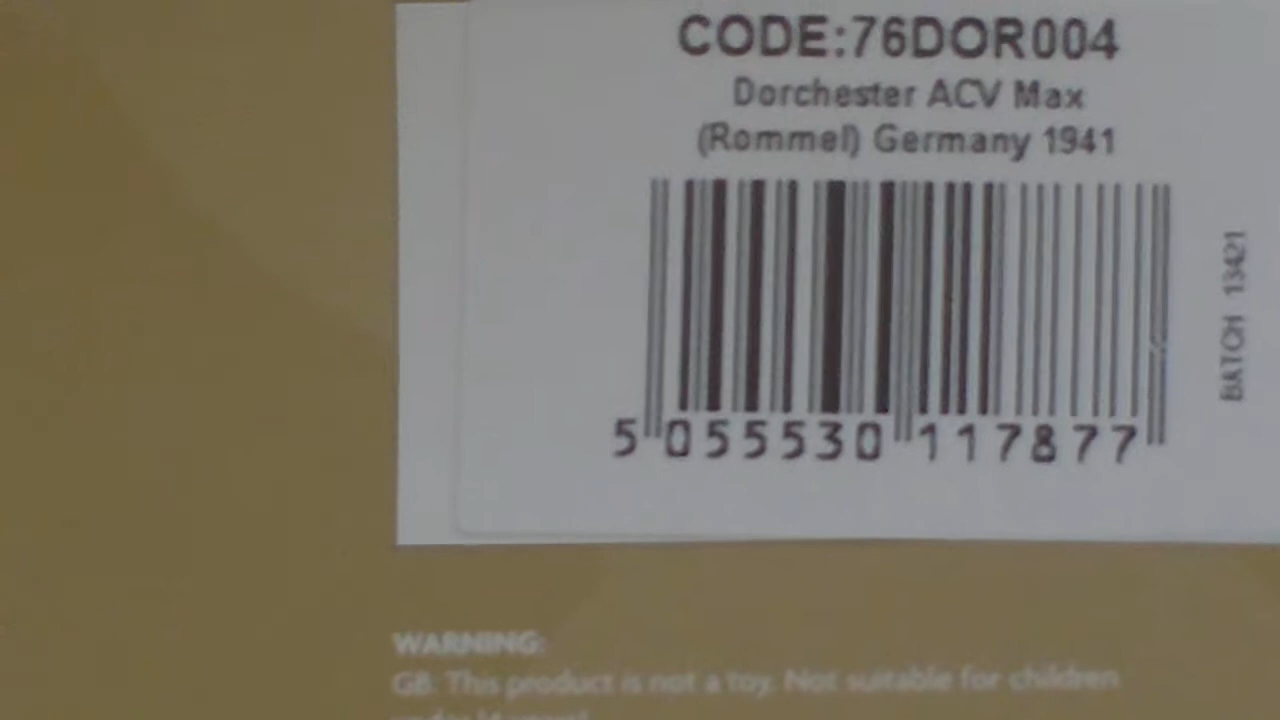 CODE:76DOR004
Dorchester ACV Max
(Rommel) Germany 1941
5 055530 117877
BATCH 13421
WARNING:
GB: This product is not a toy. Not suitable for children
under